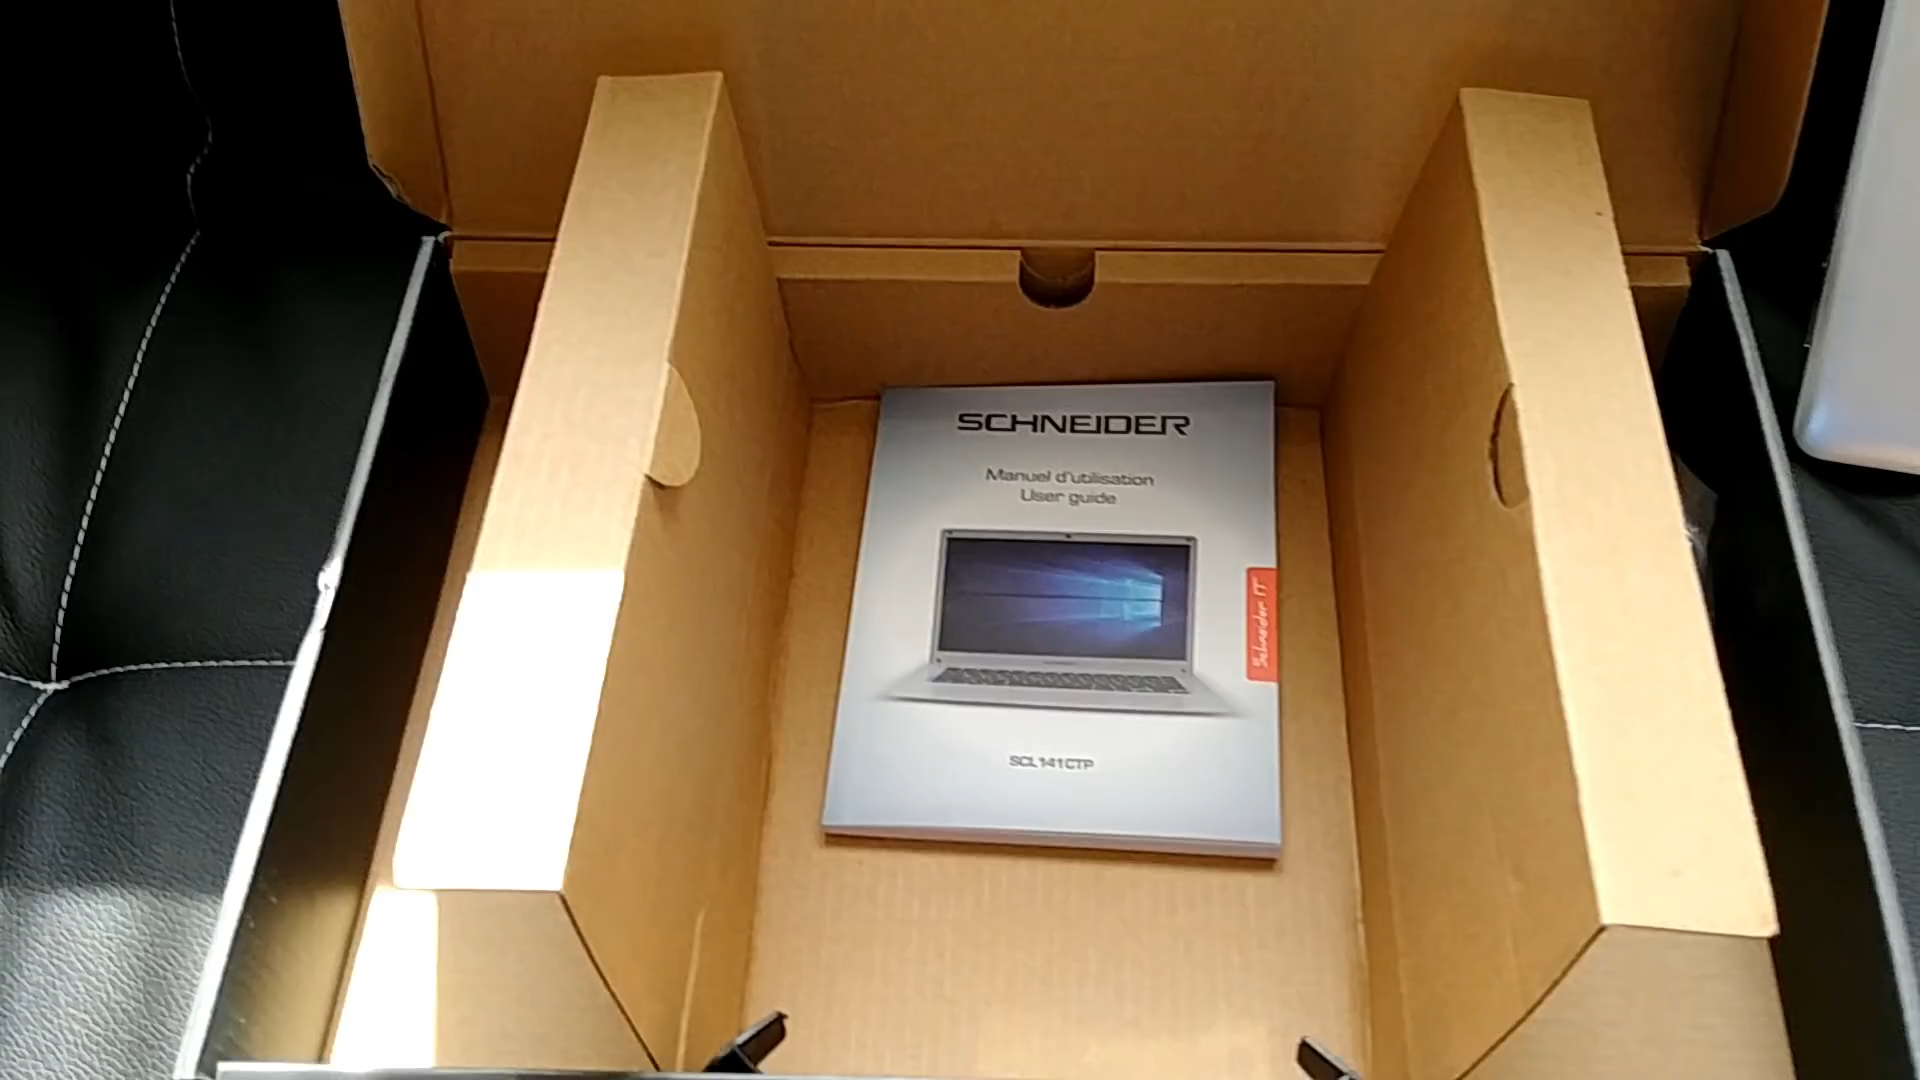 SCHNEIDER
Manuel d'utilisation
User guide
Schneider IT
SCL141CTP